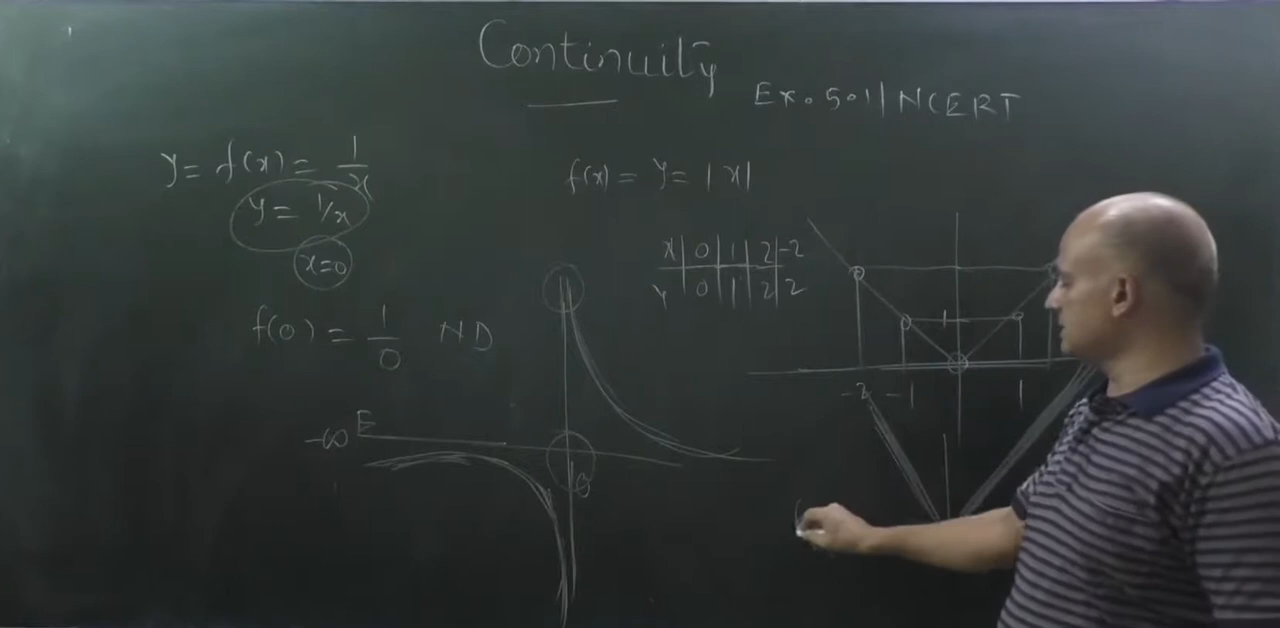 Continuity
Ex. 5.1 | NCERT
y = f(x) = 1/x
y = 1/x
x=0
f(0) = 1/0 ND
-∞
0
f(x) = y = |x|
x | 0 | 1 | 2 | -2
y | 0 | 1 | 2 | 2
1
-2 -1 1